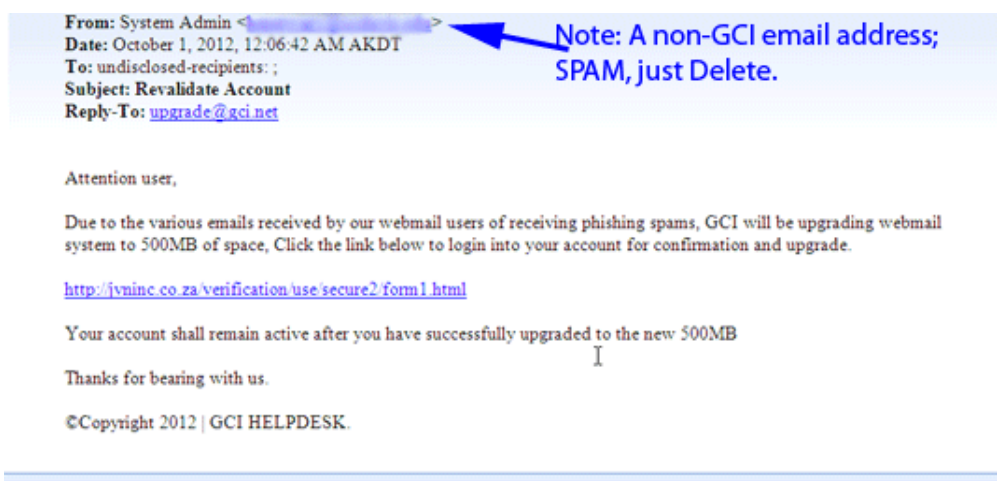 From: System Admin < >
Note: A non-GCI email address;
SPAM, just Delete.
Date: October 1, 2012, 12:06:42 AM AKDT
To: undisclosed-recipients: ;
Subject: Revalidate Account
Reply-To: upgrade@gci.net
Attention user,
Due to the various emails received by our webmail users of receiving phishing spams, GCI will be upgrading webmail
system to 500MB of space, Click the link below to login into your account for confirmation and upgrade.
http://jvninc.co.za/verification/use/secure2/form1.html
Your account shall remain active after you have successfully upgraded to the new 500MB
Thanks for bearing with us.
©Copyright 2012 | GCI HELPDESK.